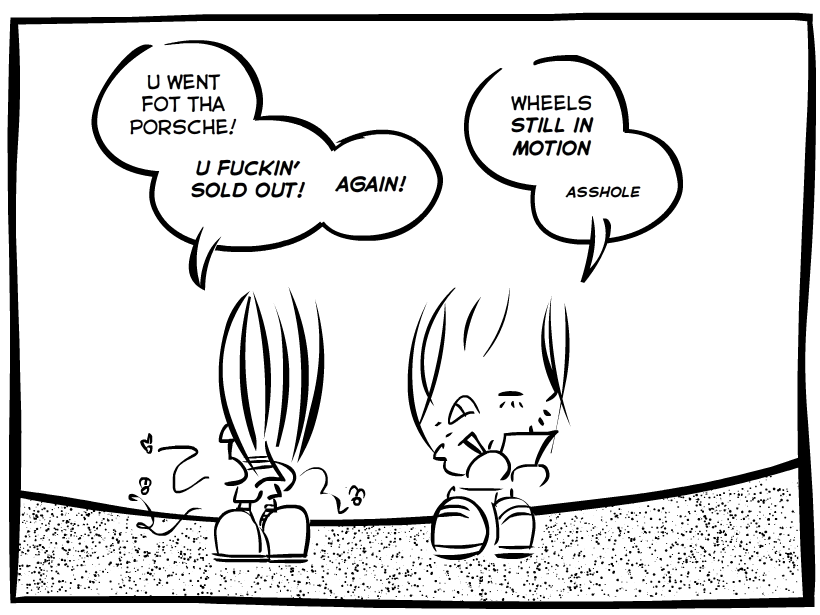 U WENT
FOT THA
PORSCHE!
U FUCKIN'
SOLD OUT!
AGAIN!
WHEELS
STILL IN
MOTION
ASSHOLE